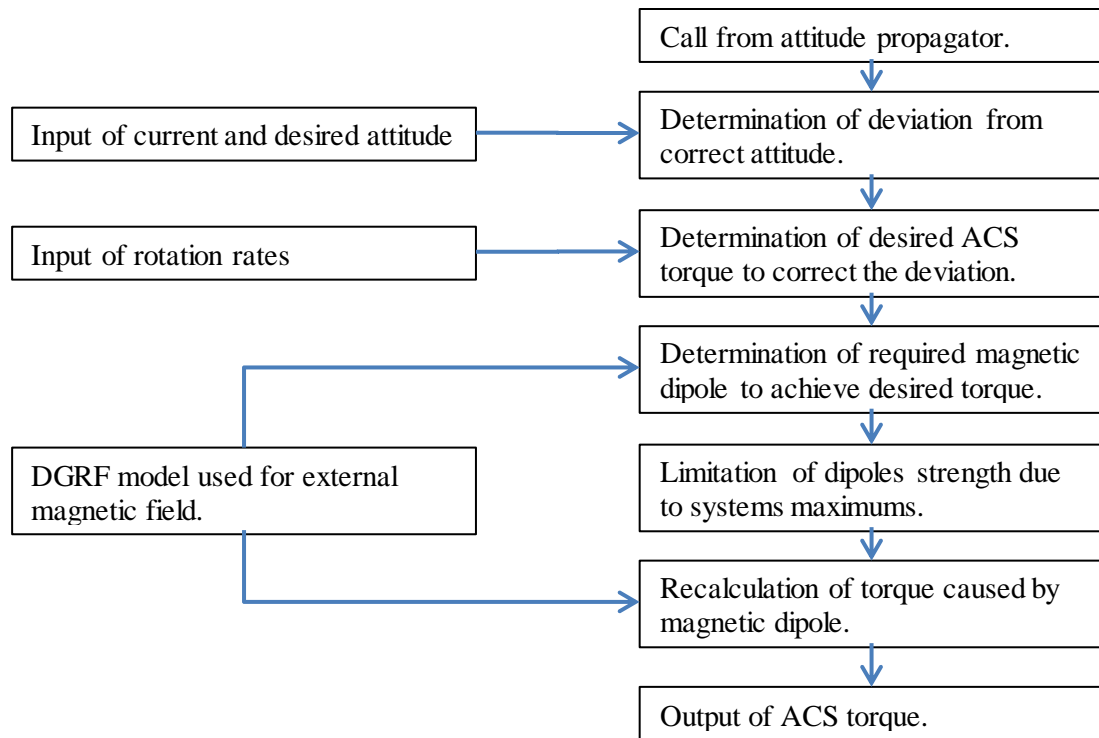 Call from attitude propagator.
Input of current and desired attitude
Determination of deviation from
correct attitude.
Input of rotation rates
Determination of desired ACS
torque to correct the deviation.
Determination of required magnetic
dipole to achieve desired torque.
DGRF model used for external
magnetic field.
Limitation of dipoles strength due
to systems maximums.
Recalculation of torque caused by
magnetic dipole.
Output of ACS torque.